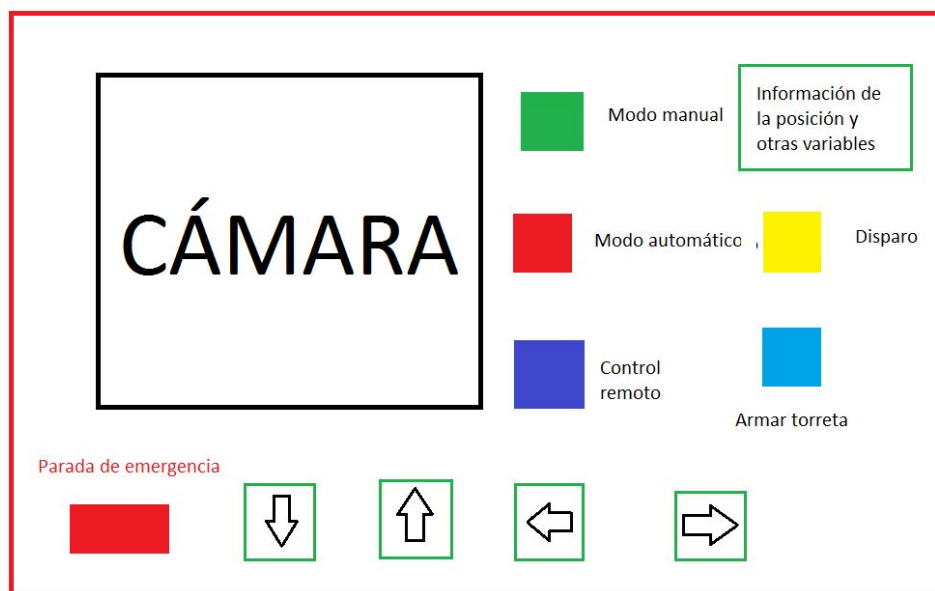 CÁMARA
Modo manual
Información de
la posición y
otras variables
Modo automático
Disparo
Control
remoto
Armar torreta
Parada de emergencia